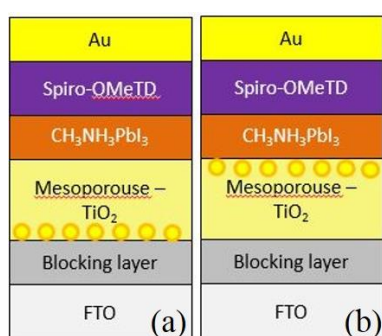 Au
Spiro-OMeTD
CH₃NH₃PbI₃
Mesoporouse –
TiO₂
Blocking layer
FTO
(a)
Au
Spiro-OMeTD
CH₃NH₃PbI₃
Mesoporouse –
TiO₂
Blocking layer
FTO
(b)